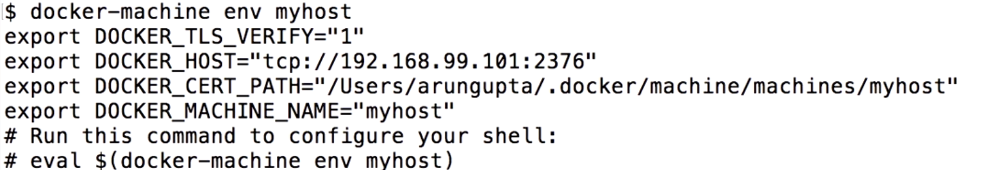 $ docker-machine env myhost
export DOCKER_TLS_VERIFY="1"
export DOCKER_HOST="tcp://192.168.99.101:2376"
export DOCKER_CERT_PATH="/Users/arungupta/.docker/machine/machines/myhost"
export DOCKER_MACHINE_NAME="myhost"
# Run this command to configure your shell:
# eval $(docker-machine env myhost)